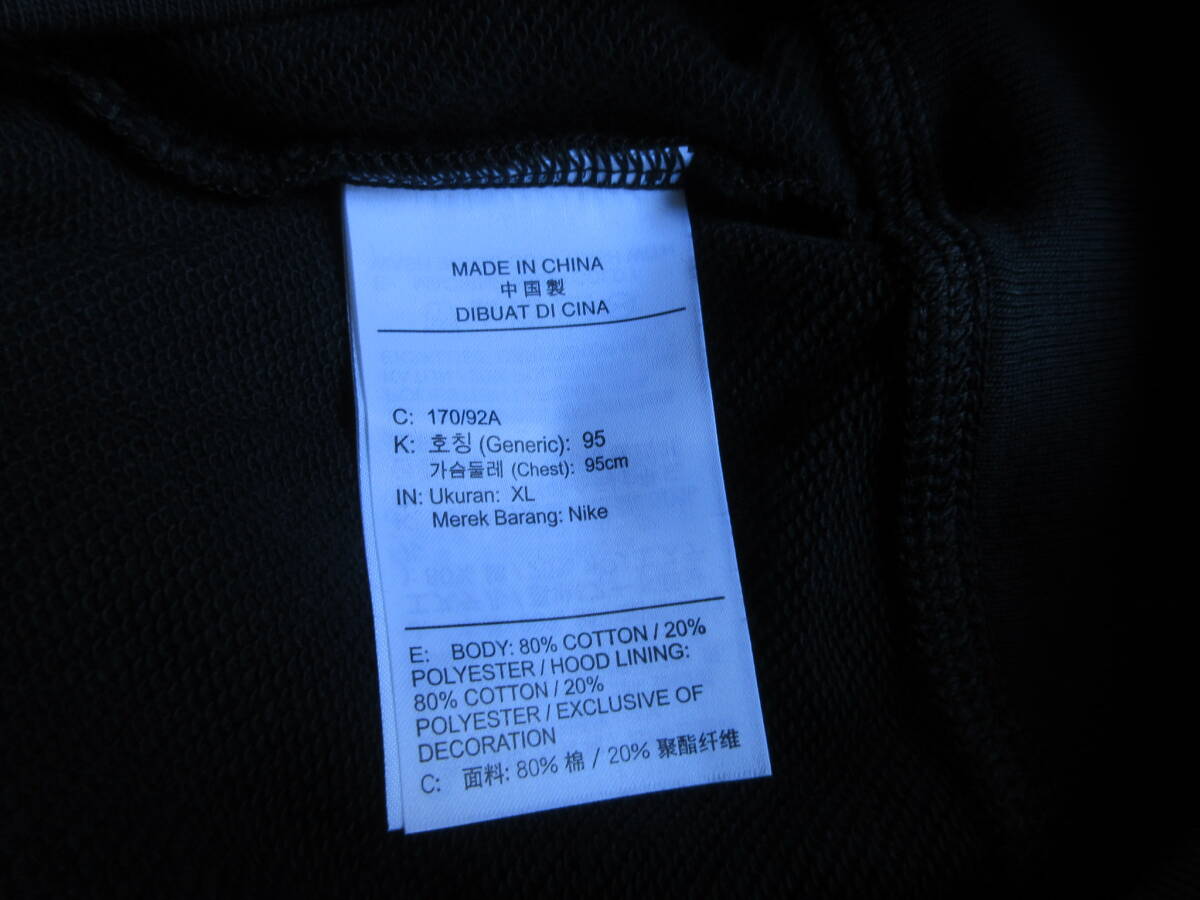 MADE IN CHINA
中国製
DIBUAT DI CINA
C: 170/92A
K: 호칭 (Generic): 95
가슴둘레 (Chest): 95cm
IN: Ukuran: XL
Merek Barang: Nike
E: BODY: 80% COTTON / 20%
POLYESTER / HOOD LINING:
80% COTTON / 20%
POLYESTER / EXCLUSIVE OF
DECORATION
C: 面料: 80% 棉 / 20% 聚酯纤维